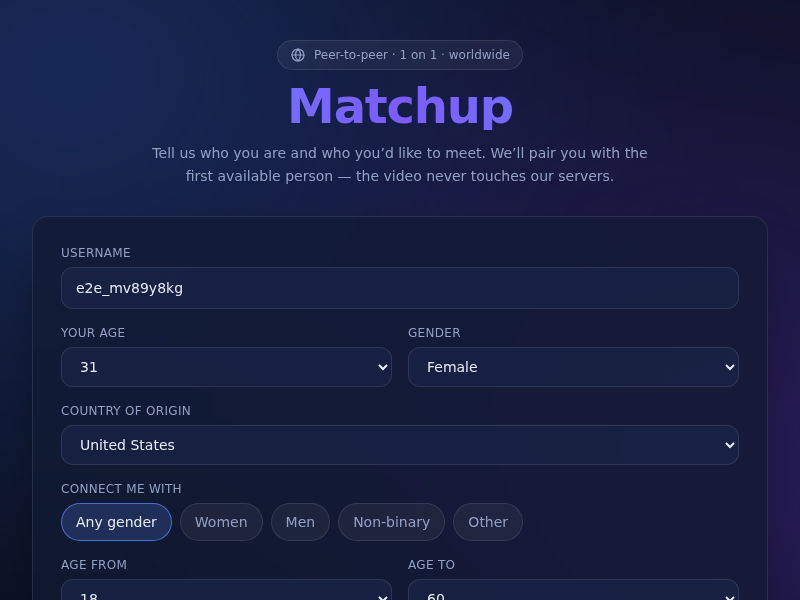 Peer-to-peer · 1 on 1 · worldwide
Matchup
Tell us who you are and who you’d like to meet. We’ll pair you with the
first available person — the video never touches our servers.
USERNAME
e2e_mv89y8kg
YOUR AGE
GENDER
31
Female
COUNTRY OF ORIGIN
United States
CONNECT ME WITH
Any gender
Women
Men
Non-binary
Other
AGE FROM
AGE TO
18
60